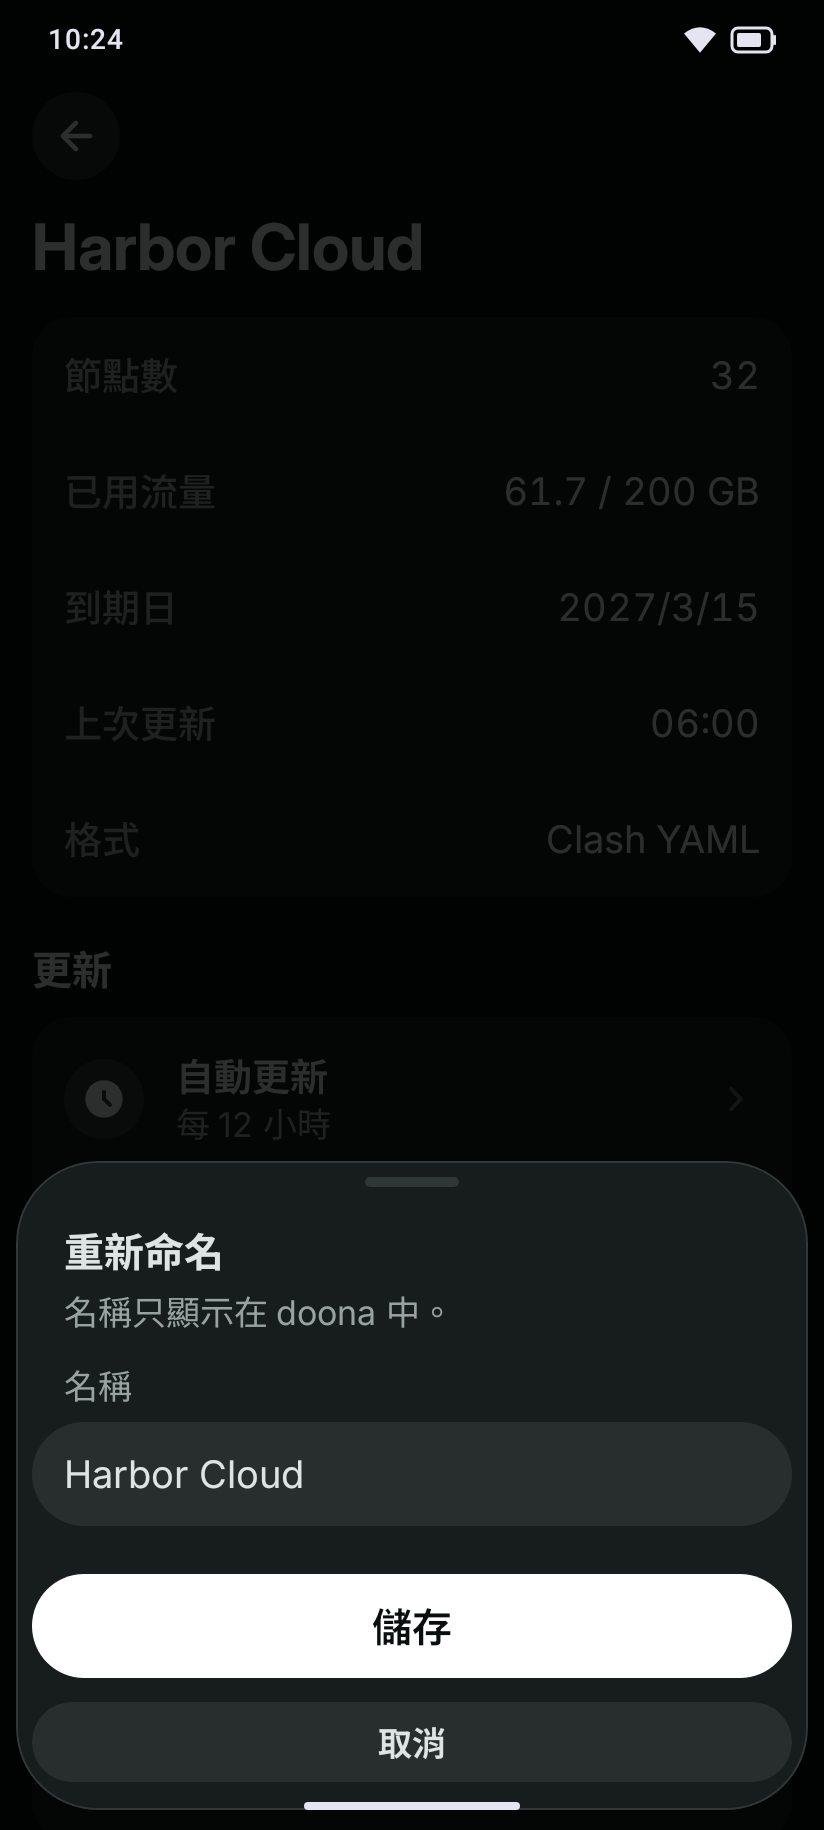 10:24
Harbor Cloud
節點數 32
已用流量 61.7 / 200 GB
到期日 2027/3/15
上次更新 06:00
格式 Clash YAML
更新
自動更新
每 12 小時
重新命名
名稱只顯示在 doona 中。
名稱
Harbor Cloud
儲存
取消